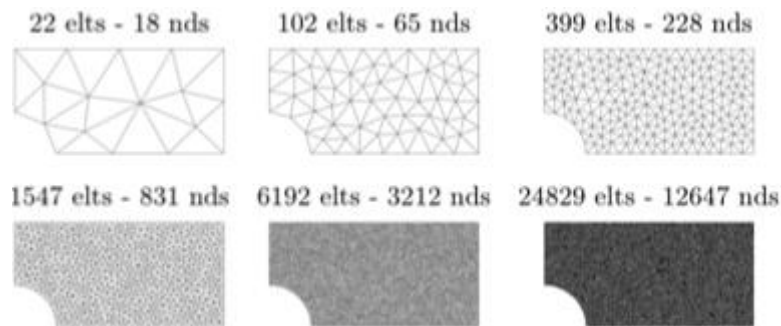 22 elts - 18 nds
102 elts - 65 nds
399 elts - 228 nds
1547 elts - 831 nds
6192 elts - 3212 nds
24829 elts - 12647 nds